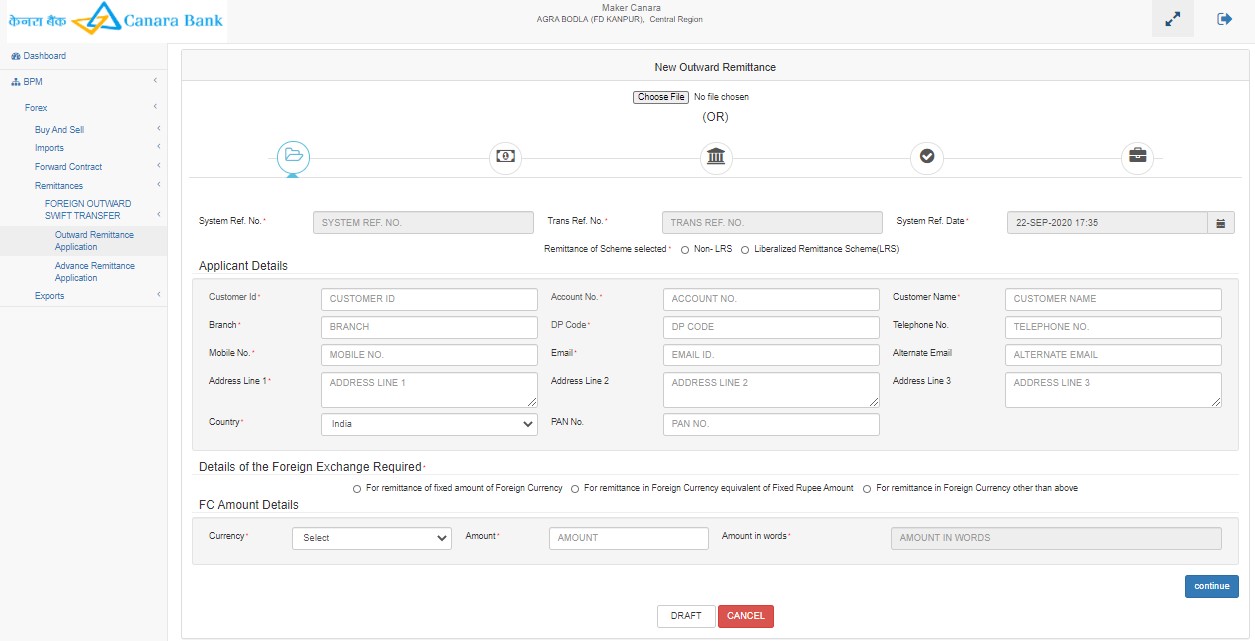 केनरा बैंक Canara Bank
Maker Canara
AGRA BODLA (FD KANPUR), Central Region
Dashboard
BPM
Forex
Buy And Sell
Imports
Forward Contract
Remittances
FOREIGN OUTWARD
SWIFT TRANSFER
Outward Remittance
Application
Advance Remittance
Application
Exports
New Outward Remittance
Choose File No file chosen
(OR)
System Ref. No.* SYSTEM REF. NO. Trans Ref. No.* TRANS REF. NO. System Ref. Date* 22-SEP-2020 17:35
Remittance of Scheme selected* Non- LRS Liberalized Remittance Scheme(LRS)
Applicant Details
Customer Id* CUSTOMER ID Account No.* ACCOUNT NO. Customer Name* CUSTOMER NAME
Branch* BRANCH DP Code* DP CODE Telephone No. TELEPHONE NO.
Mobile No.* MOBILE NO. Email* EMAIL ID. Alternate Email ALTERNATE EMAIL
Address Line 1* ADDRESS LINE 1 Address Line 2 ADDRESS LINE 2 Address Line 3 ADDRESS LINE 3
Country* India PAN No. PAN NO.
Details of the Foreign Exchange Required*
For remittance of fixed amount of Foreign Currency For remittance in Foreign Currency equivalent of Fixed Rupee Amount For remittance in Foreign Currency other than above
FC Amount Details
Currency* Select Amount* AMOUNT Amount in words* AMOUNT IN WORDS
continue
DRAFT CANCEL